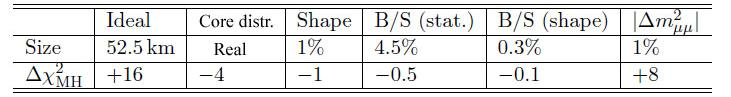 Ideal Core distr. Shape B/S (stat.) B/S (shape) |Δm²μμ|
Size 52.5 km Real 1% 4.5% 0.3% 1%
Δχ²MH +16 −4 −1 −0.5 −0.1 +8